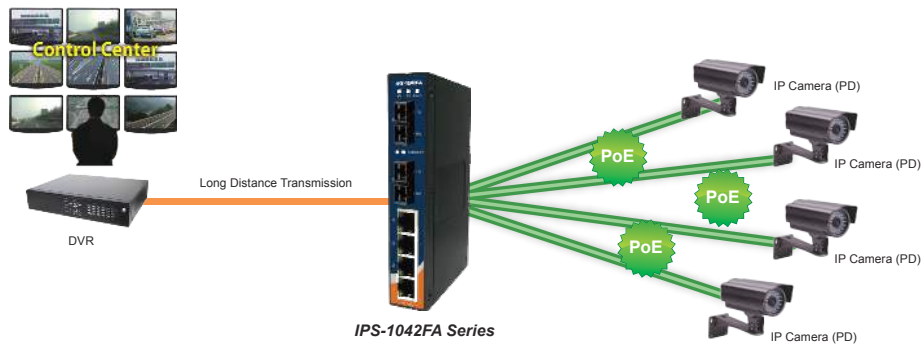 Control Center
IP Camera (PD)
PoE
IP Camera (PD)
Long Distance Transmission
PoE
DVR
PoE
IP Camera (PD)
IPS-1042FA Series
IP Camera (PD)